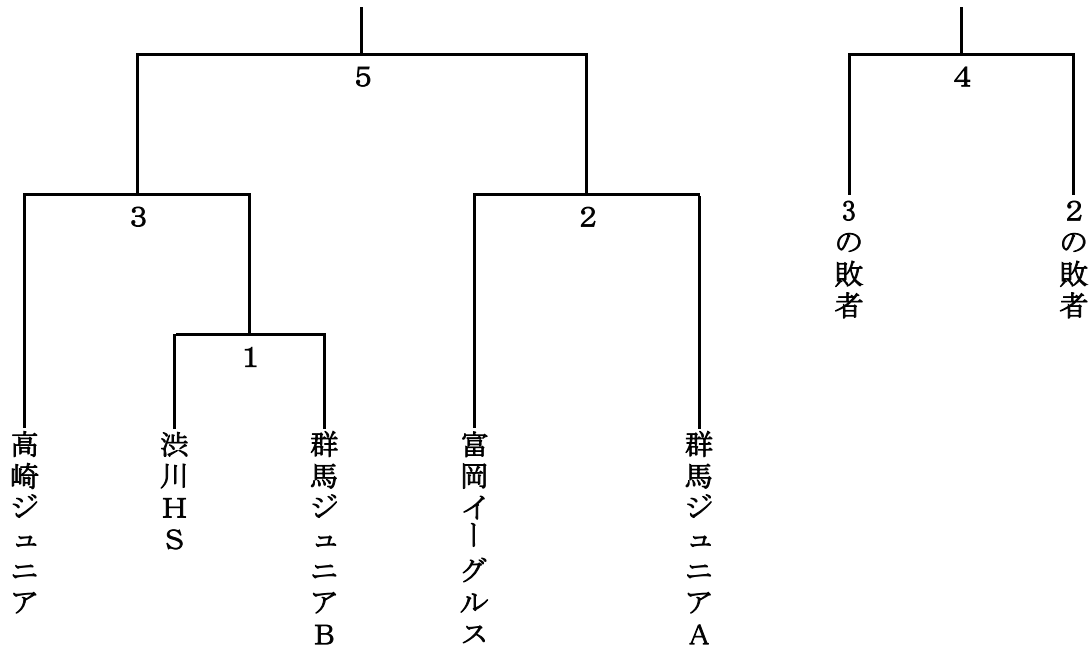 5
4
3
2
3の敗者
2の敗者
1
高崎ジュニア
渋川HS
群馬ジュニアB
富岡イーグルス
群馬ジュニアA